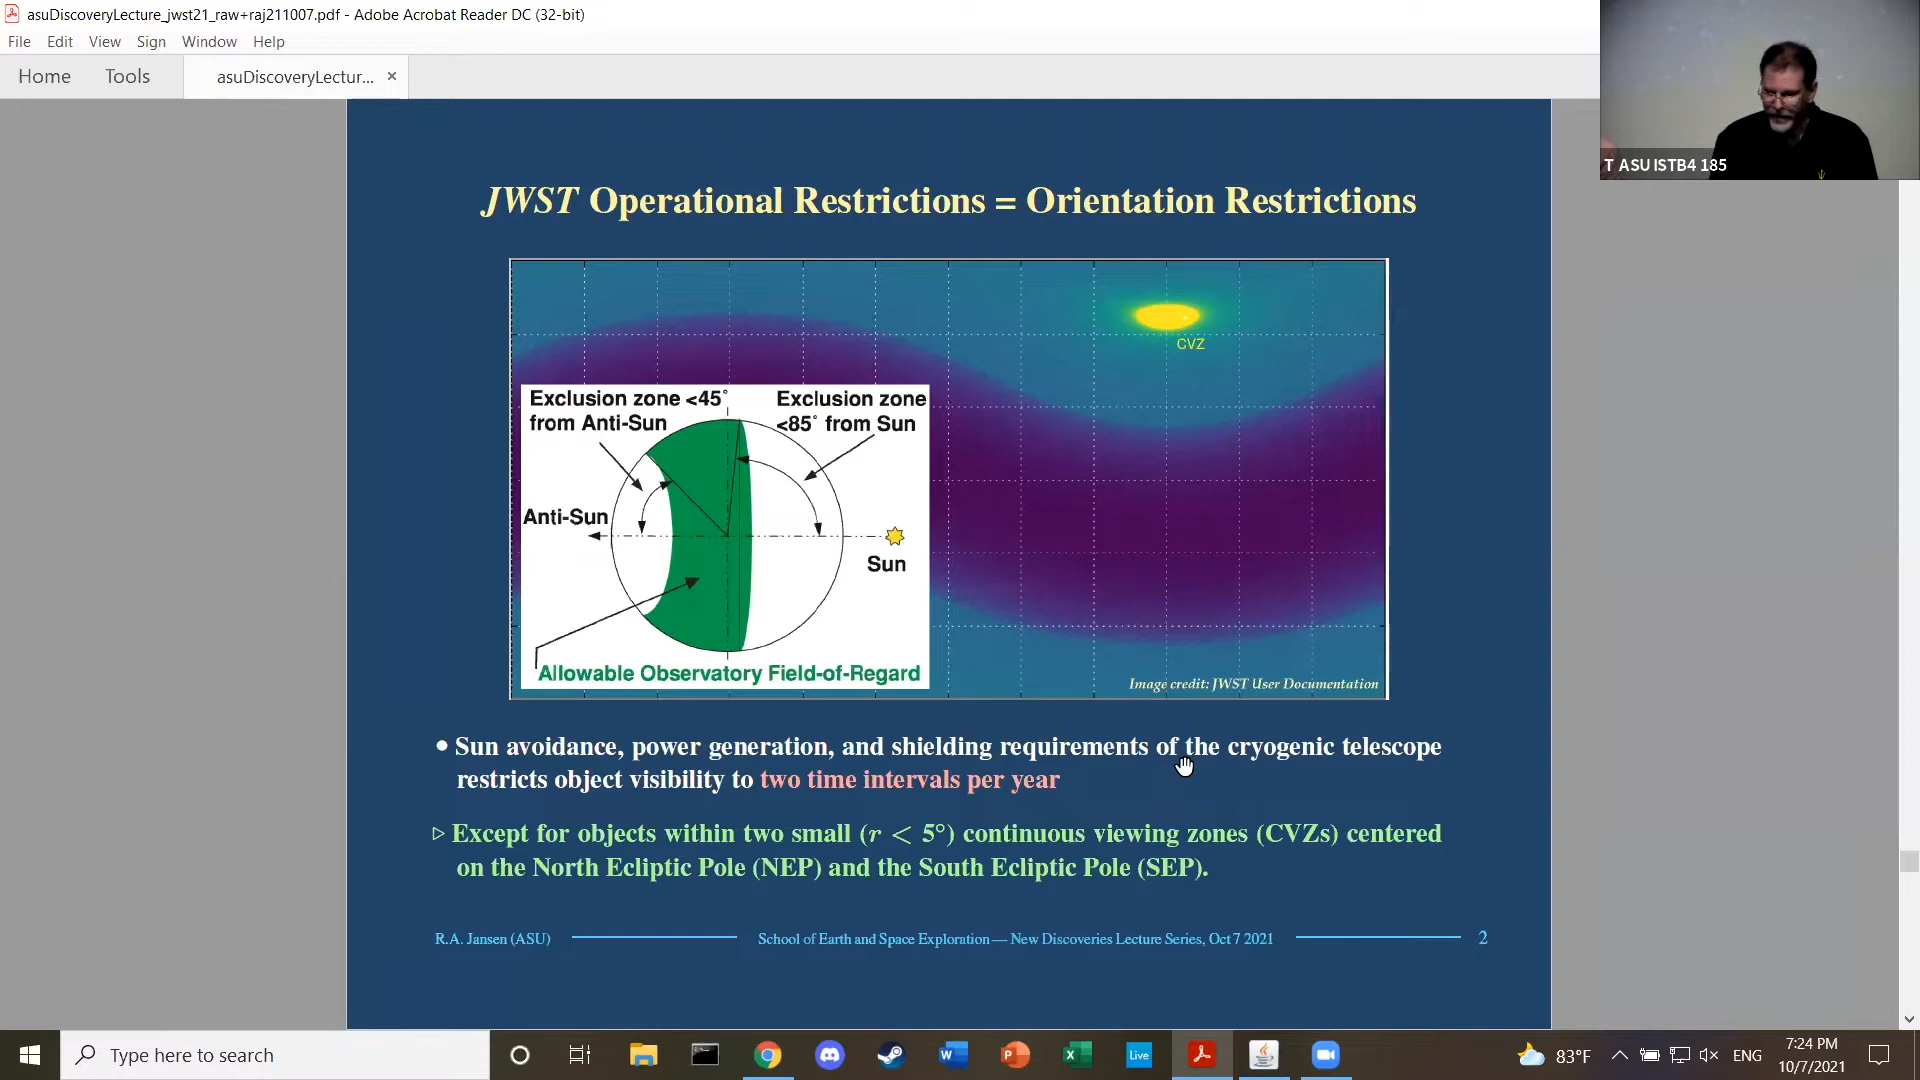 asuDiscoveryLecture_jwst21_raw+raj211007.pdf - Adobe Acrobat Reader DC (32-bit)
File Edit View Sign Window Help
Home Tools asuDiscoveryLectur... ×
T ASU ISTB4 185
JWST Operational Restrictions = Orientation Restrictions
CVZ
Exclusion zone <45°
from Anti-Sun
Exclusion zone
<85° from Sun
Anti-Sun
Sun
Allowable Observatory Field-of-Regard
Image credit: JWST User Documentation
• Sun avoidance, power generation, and shielding requirements of the cryogenic telescope
restricts object visibility to two time intervals per year
▷ Except for objects within two small (r < 5°) continuous viewing zones (CVZs) centered
on the North Ecliptic Pole (NEP) and the South Ecliptic Pole (SEP).
R.A. Jansen (ASU) School of Earth and Space Exploration — New Discoveries Lecture Series, Oct 7 2021 2
Type here to search
Live
83°F
ENG
7:24 PM
10/7/2021